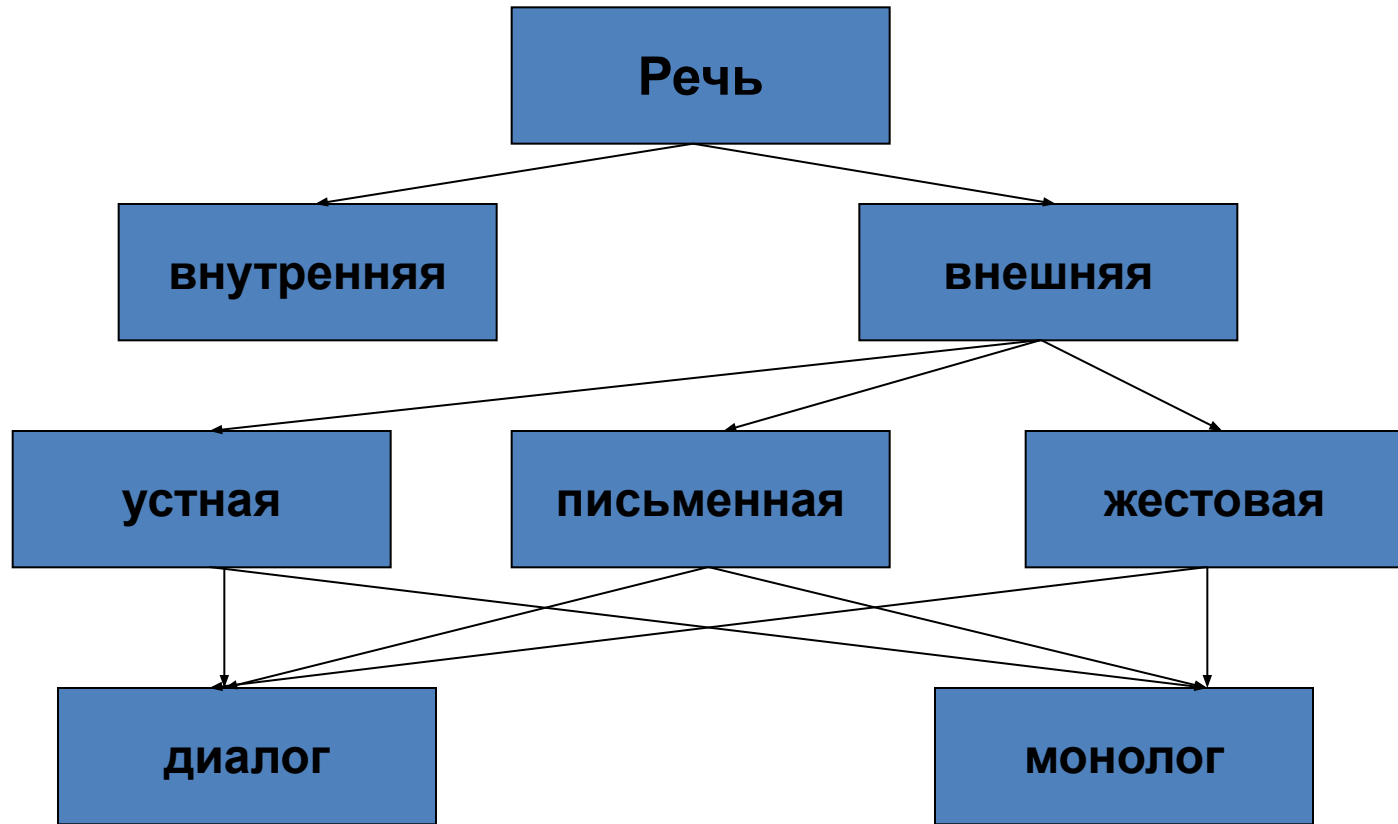 Речь
внутренняя
внешняя
устная
письменная
жестовая
диалог
монолог